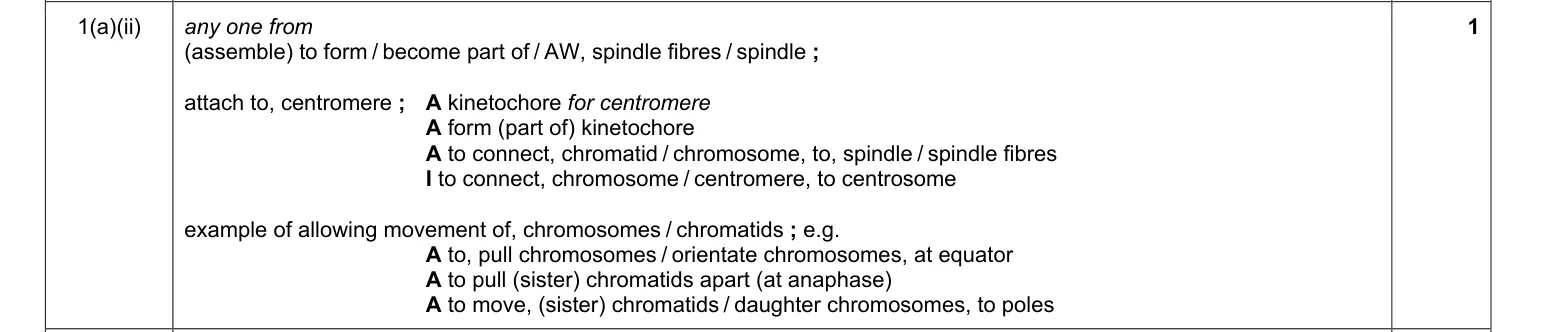 1(a)(ii) any one from 1
(assemble) to form / become part of / AW, spindle fibres / spindle ;
attach to, centromere ; A kinetochore for centromere
A form (part of) kinetochore
A to connect, chromatid / chromosome, to, spindle / spindle fibres
I to connect, chromosome / centromere, to centrosome
example of allowing movement of, chromosomes / chromatids ; e.g.
A to, pull chromosomes / orientate chromosomes, at equator
A to pull (sister) chromatids apart (at anaphase)
A to move, (sister) chromatids / daughter chromosomes, to poles